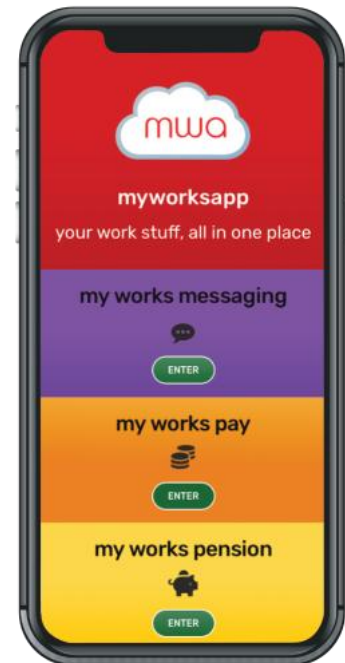 mwa
myworksapp
your work stuff, all in one place
my works messaging
ENTER
my works pay
ENTER
my works pension
ENTER